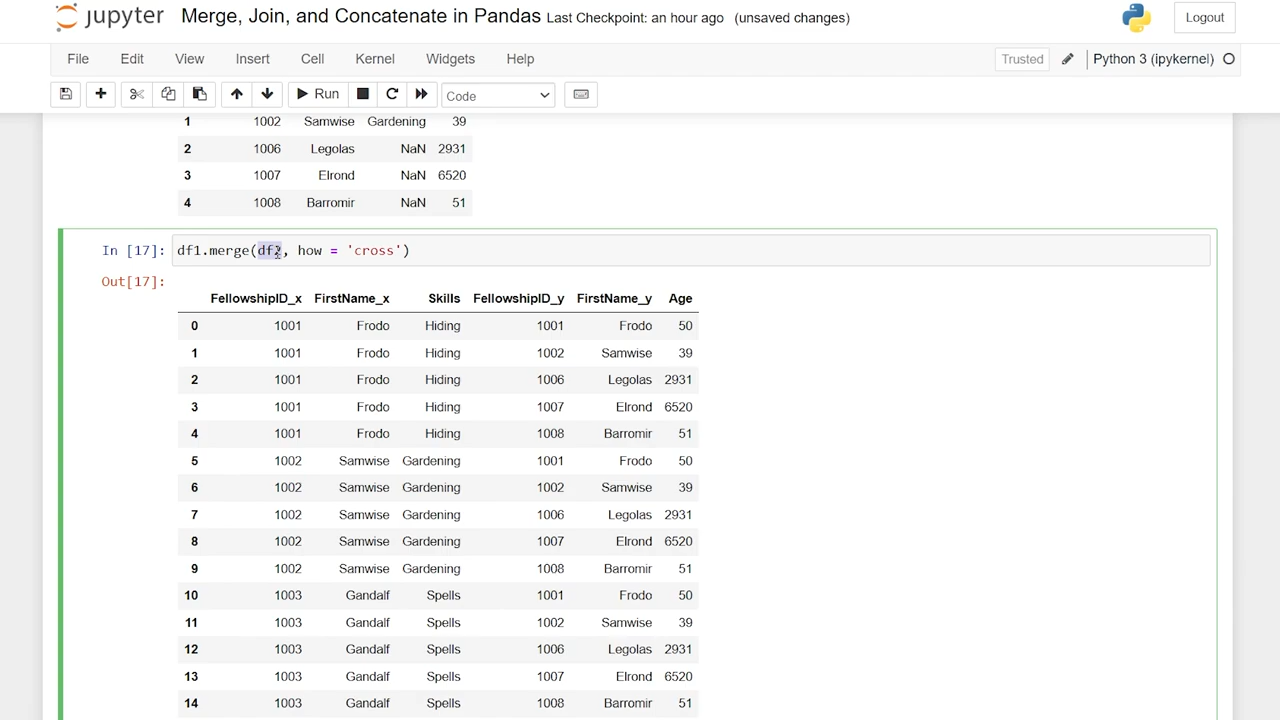 jupyter Merge, Join, and Concatenate in Pandas Last Checkpoint: an hour ago (unsaved changes) Logout
File Edit View Insert Cell Kernel Widgets Help Trusted Python 3 (ipykernel)
Run Code
1 1002 Samwise Gardening 39
2 1006 Legolas NaN 2931
3 1007 Elrond NaN 6520
4 1008 Barromir NaN 51
In [17]: df1.merge(df2, how = 'cross')
Out[17]:
FellowshipID_x FirstName_x Skills FellowshipID_y FirstName_y Age
0 1001 Frodo Hiding 1001 Frodo 50
1 1001 Frodo Hiding 1002 Samwise 39
2 1001 Frodo Hiding 1006 Legolas 2931
3 1001 Frodo Hiding 1007 Elrond 6520
4 1001 Frodo Hiding 1008 Barromir 51
5 1002 Samwise Gardening 1001 Frodo 50
6 1002 Samwise Gardening 1002 Samwise 39
7 1002 Samwise Gardening 1006 Legolas 2931
8 1002 Samwise Gardening 1007 Elrond 6520
9 1002 Samwise Gardening 1008 Barromir 51
10 1003 Gandalf Spells 1001 Frodo 50
11 1003 Gandalf Spells 1002 Samwise 39
12 1003 Gandalf Spells 1006 Legolas 2931
13 1003 Gandalf Spells 1007 Elrond 6520
14 1003 Gandalf Spells 1008 Barromir 51